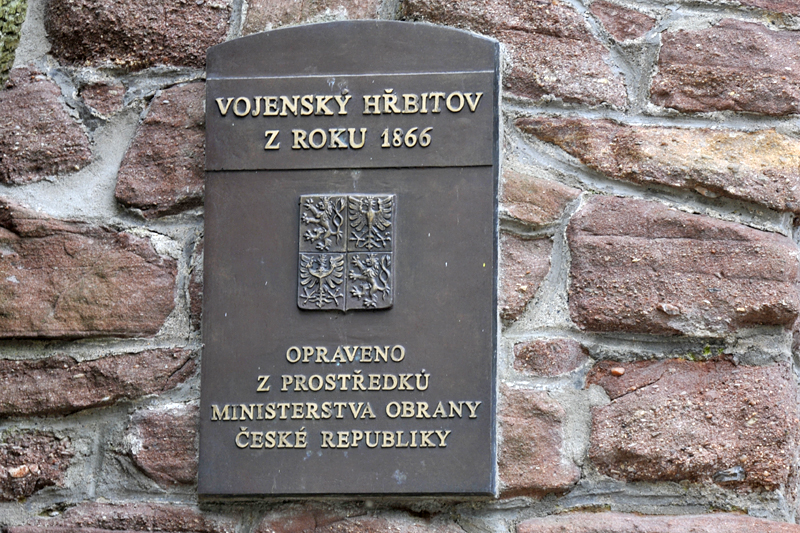 VOJENSKÝ HŘBITOV
Z ROKU 1866
OPRAVENO
Z PROSTŘEDKŮ
MINISTERSTVA OBRANY
ČESKÉ REPUBLIKY